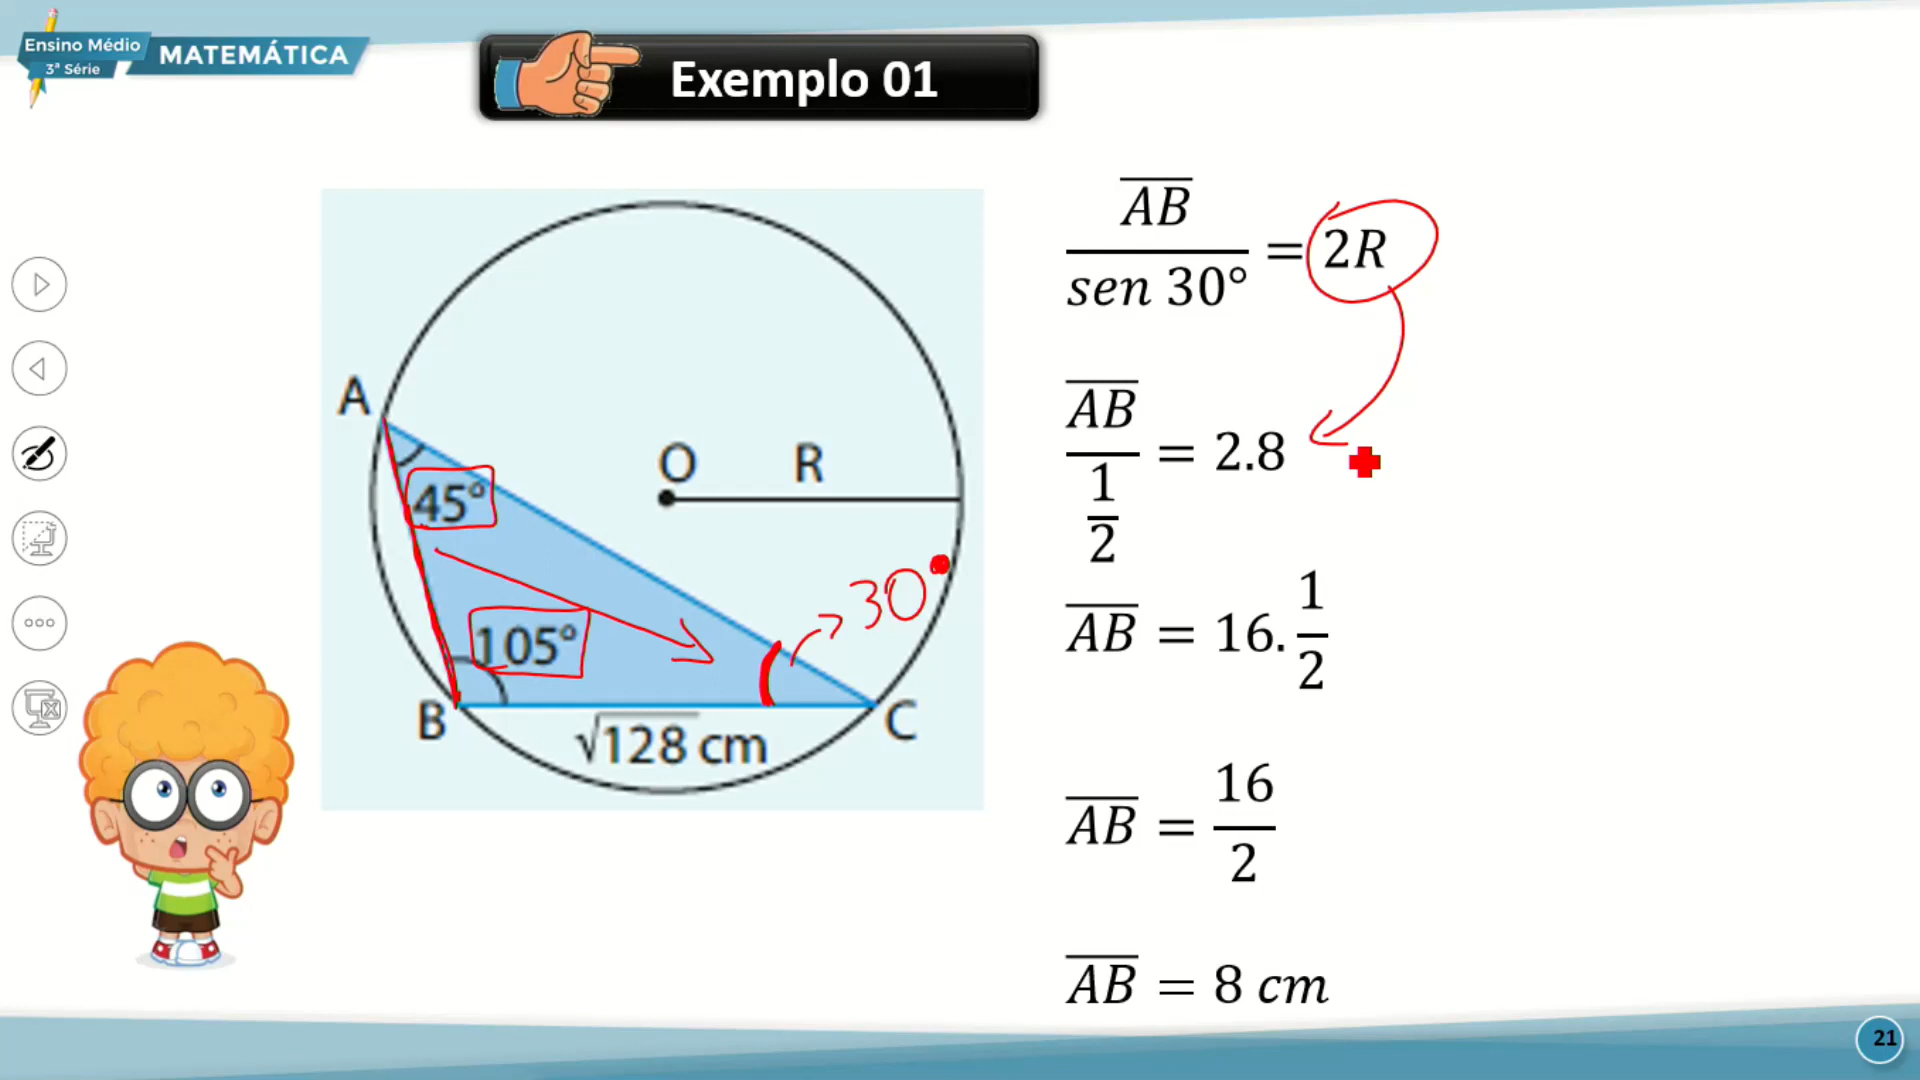 Ensino Médio
3ª Série
MATEMÁTICA
Exemplo 01
A
45°
O
R
30°
105°
B
C
√128 cm
AB
sen 30°
= 2R
AB
1
2
= 2.8
AB = 16. 1
2
AB = 16
2
AB = 8 cm
21